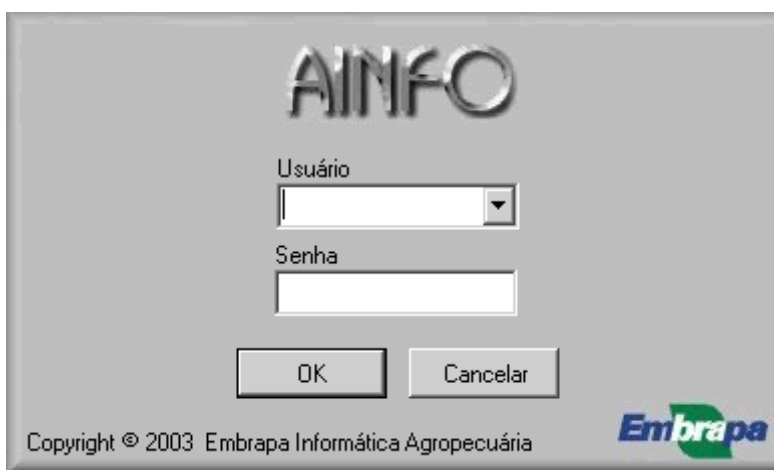 AINFO
Usuário
Senha
OK Cancelar
Embrapa
Copyright © 2003 Embrapa Informática Agropecuária